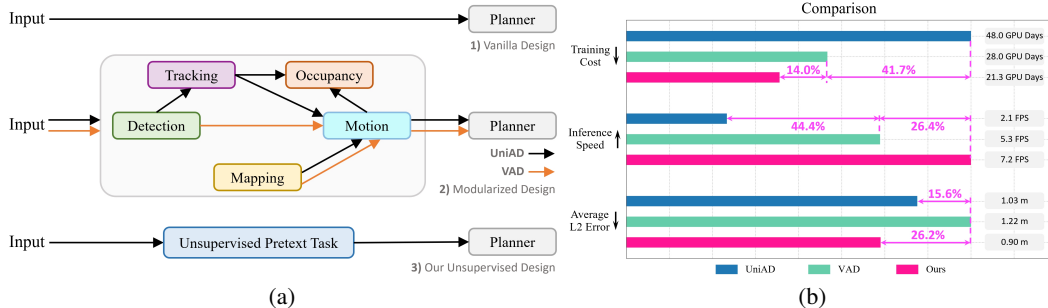 Input
Planner
1) Vanilla Design
Tracking
Occupancy
Input
Detection
Motion
Planner
UniAD
VAD
Mapping
2) Modularized Design
Input
Unsupervised Pretext Task
Planner
3) Our Unsupervised Design
(a)
Comparison
Training
Cost
48.0 GPU Days
28.0 GPU Days
14.0%
41.7%
21.3 GPU Days
Inference
Speed
2.1 FPS
44.4%
26.4%
5.3 FPS
7.2 FPS
Average
L2 Error
15.6%
1.03 m
1.22 m
26.2%
0.90 m
UniAD
VAD
Ours
(b)